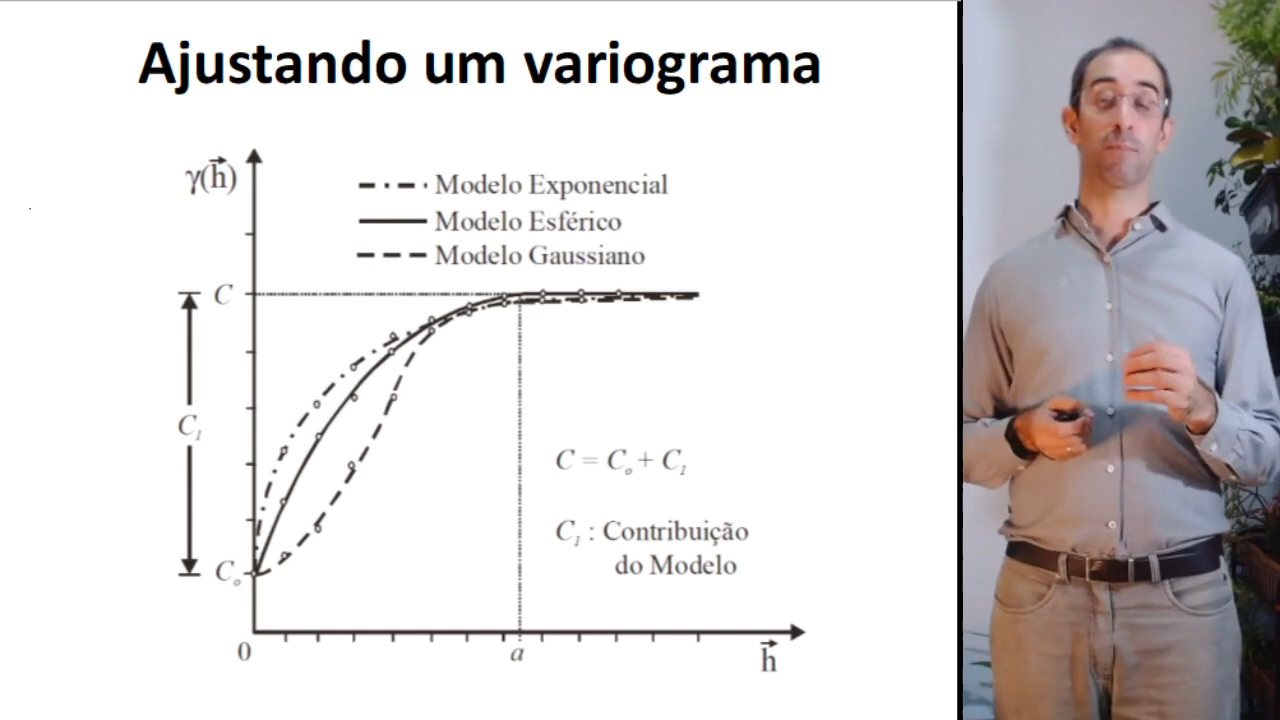 Ajustando um variograma
γ(h⃗)
Modelo Exponencial
Modelo Esférico
Modelo Gaussiano
C
C₁
C = Cₒ + C₁
C₁ : Contribuição
do Modelo
Cₒ
0
a
h⃗